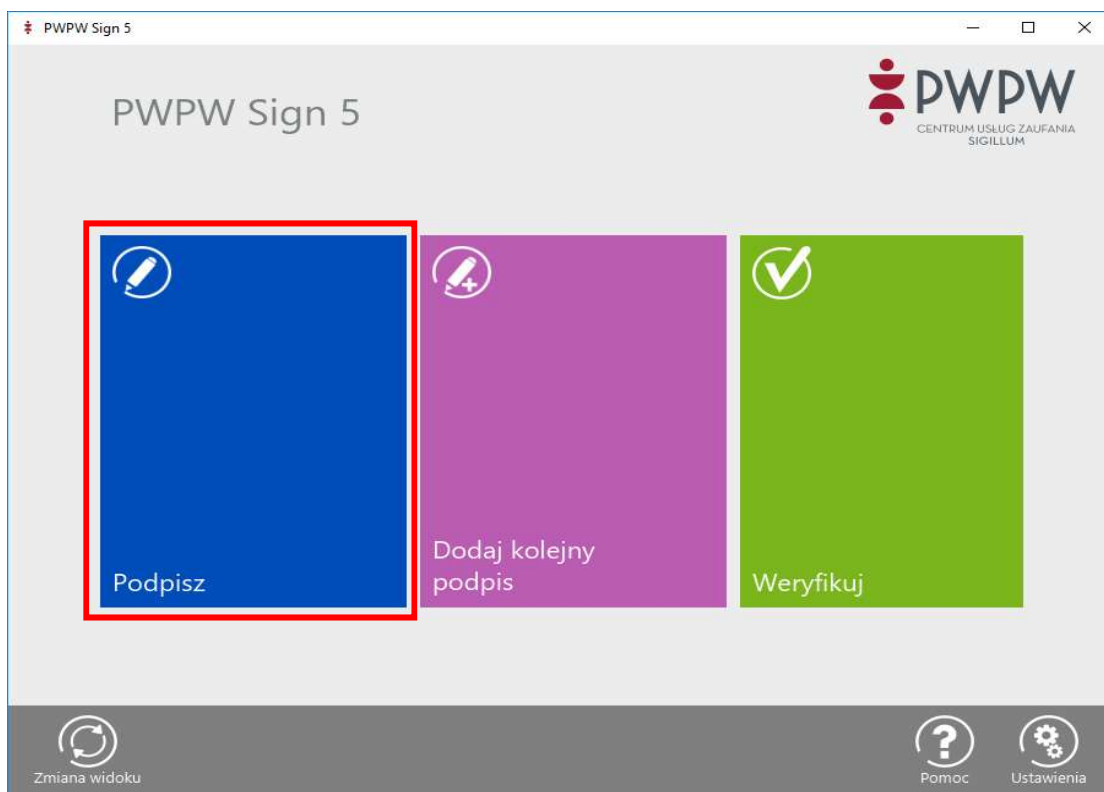 PWPW Sign 5
PWPW Sign 5
PWPW
CENTRUM USŁUG ZAUFANIA
SIGILLUM
Podpisz
Dodaj kolejny
podpis
Weryfikuj
Zmiana widoku
Pomoc
Ustawienia